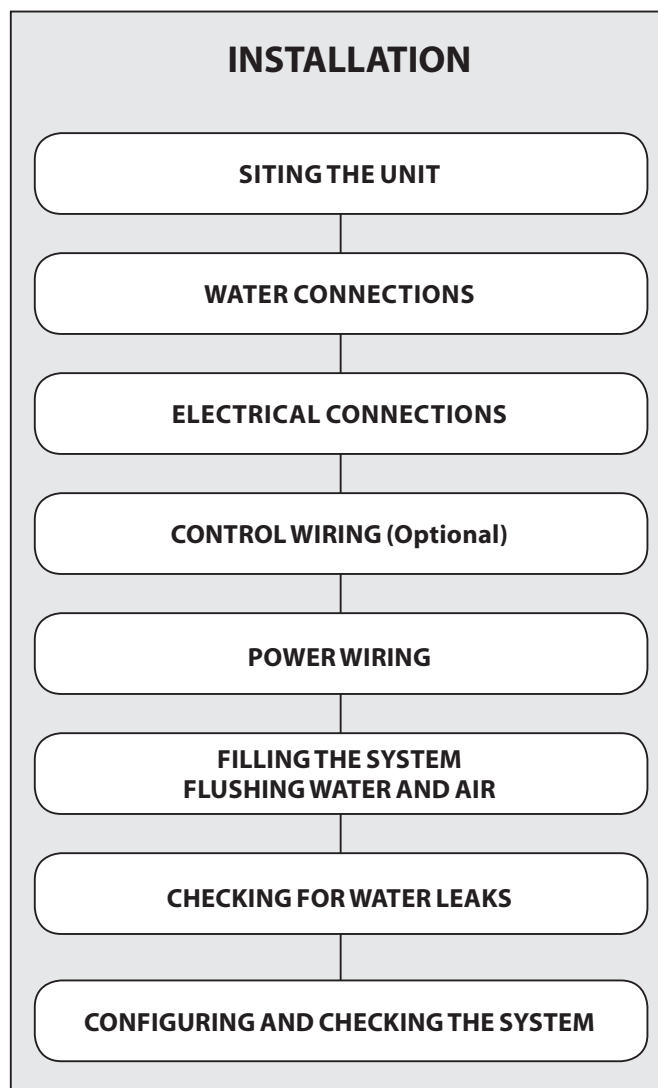 INSTALLATION
SITING THE UNIT
WATER CONNECTIONS
ELECTRICAL CONNECTIONS
CONTROL WIRING (Optional)
POWER WIRING
FILLING THE SYSTEM
FLUSHING WATER AND AIR
CHECKING FOR WATER LEAKS
CONFIGURING AND CHECKING THE SYSTEM